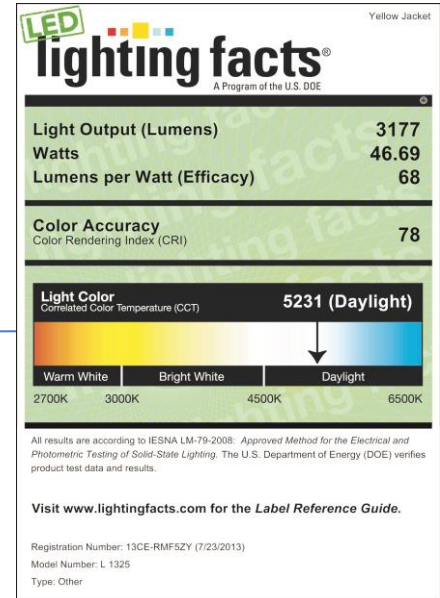 Yellow Jacket
LED
lighting facts®
A Program of the U.S. DOE
Light Output (Lumens) 3177
Watts 46.69
Lumens per Watt (Efficacy) 68
Color Accuracy
Color Rendering Index (CRI) 78
Light Color
Correlated Color Temperature (CCT) 5231 (Daylight)
Warm White Bright White Daylight
2700K 3000K 4500K 6500K
All results are according to IESNA LM-79-2008: Approved Method for the Electrical and
Photometric Testing of Solid-State Lighting. The U.S. Department of Energy (DOE) verifies
product test data and results.
Visit www.lightingfacts.com for the Label Reference Guide.
Registration Number: 13CE-RMF5ZY (7/23/2013)
Model Number: L 1325
Type: Other